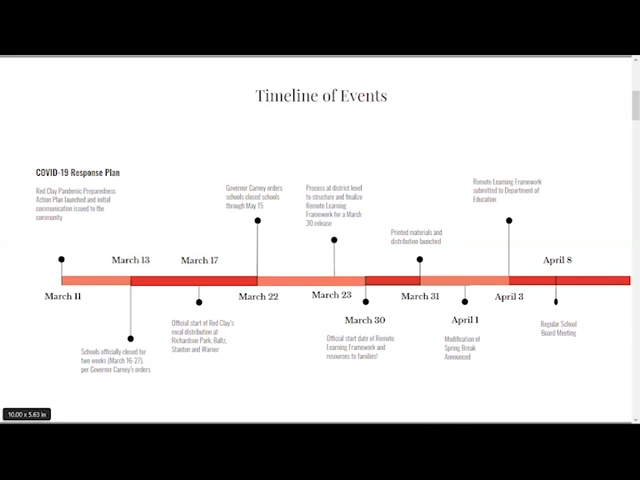 Timeline of Events
COVID-19 Response Plan
Red Clay Pandemic Preparedness
Action Plan launched and initial
communication issued to the
community
Governor Carney orders
schools closed schools
through May 15
Process at district level
to structure and finalize
Remote Learning
Framework for a March
30 release
Printed materials and
distribution launched
Remote Learning Framework
submitted to Department of
Education
March 13
March 17
April 8
March 11
March 22
March 23
March 31
April 3
March 30
April 1
Schools officially closed for
two weeks (March 16-27),
per Governor Carney's orders
Official start of Red Clay's
meal distribution at
Richardson Park, Baltz,
Stanton and Warner
Official start date of Remote
Learning Framework and
resources to families!
Modification of
Spring Break
Announced
Regular School
Board Meeting
10.00 x 5.63 in